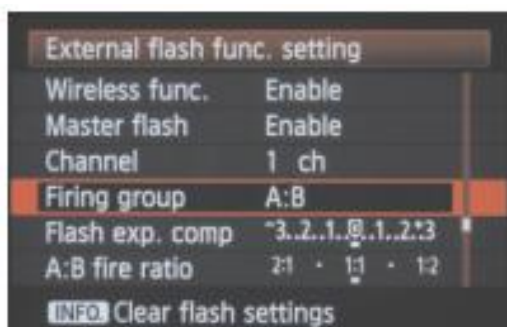 External flash func. setting
Wireless func. Enable
Master flash Enable
Channel 1 ch
Firing group A:B
Flash exp. comp -3..2..1..0..1..2.+3
A:B fire ratio 2:1 · 1:1 · 1:2
INFO. Clear flash settings